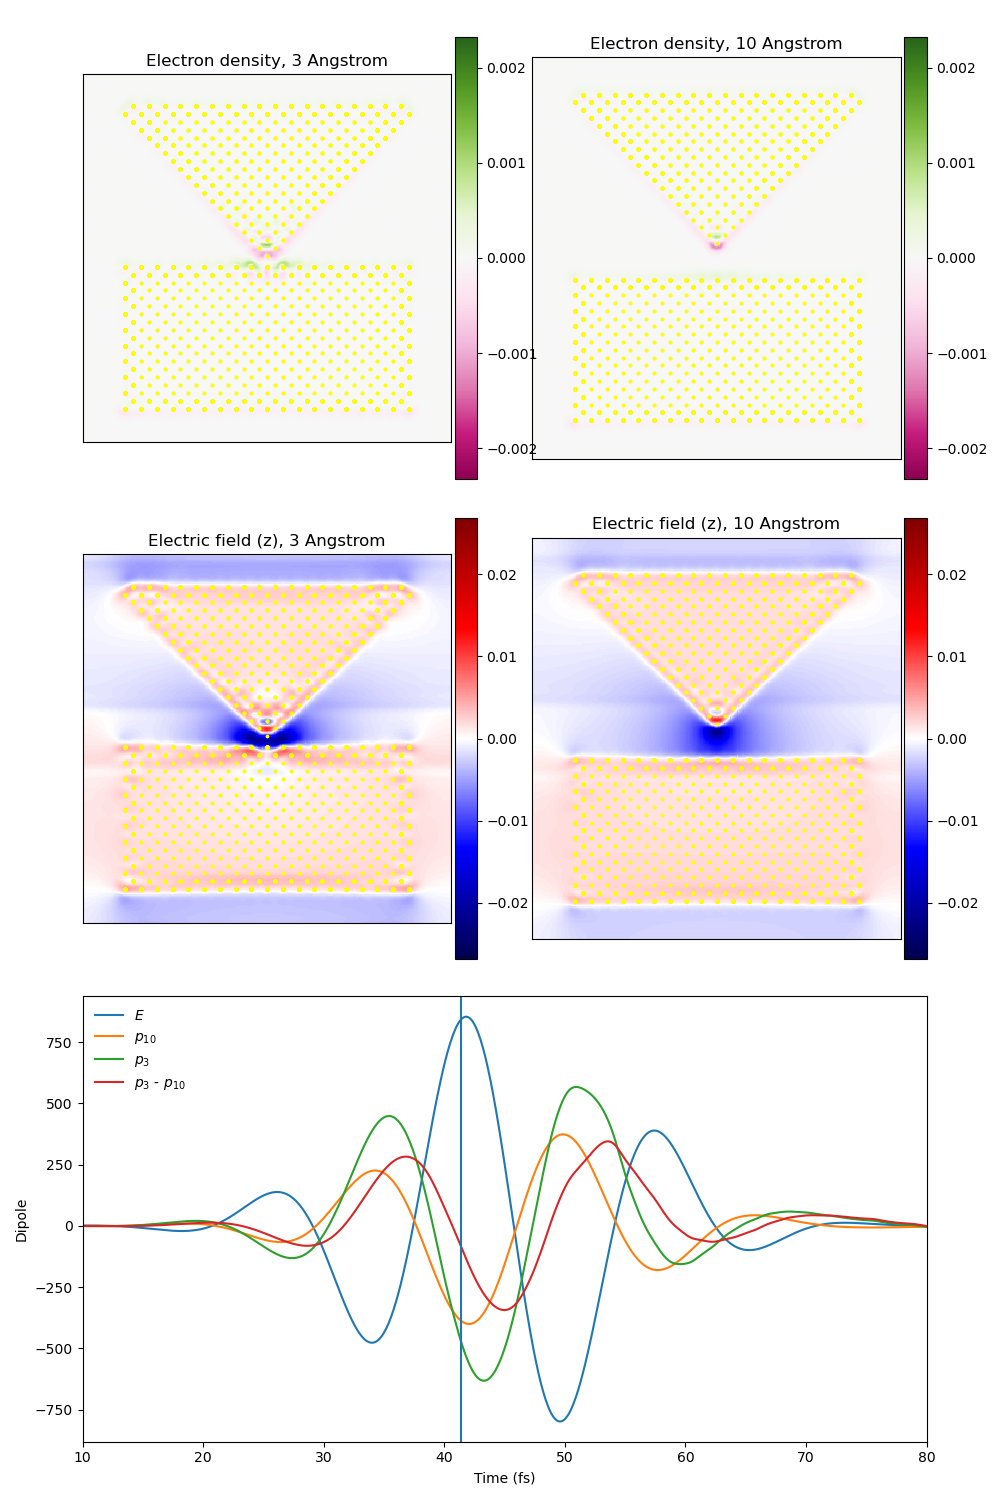 Electron density, 3 Angstrom
0.002
0.001
0.000
−0.001
−0.002
Electron density, 10 Angstrom
0.002
0.001
0.000
−0.001
−0.002
Electric field (z), 3 Angstrom
0.02
0.01
0.00
−0.01
−0.02
Electric field (z), 10 Angstrom
0.02
0.01
0.00
−0.01
−0.02
E
p10
p3
p3 - p10
750
500
250
0
−250
−500
−750
Dipole
10 20 30 40 50 60 70 80
Time (fs)